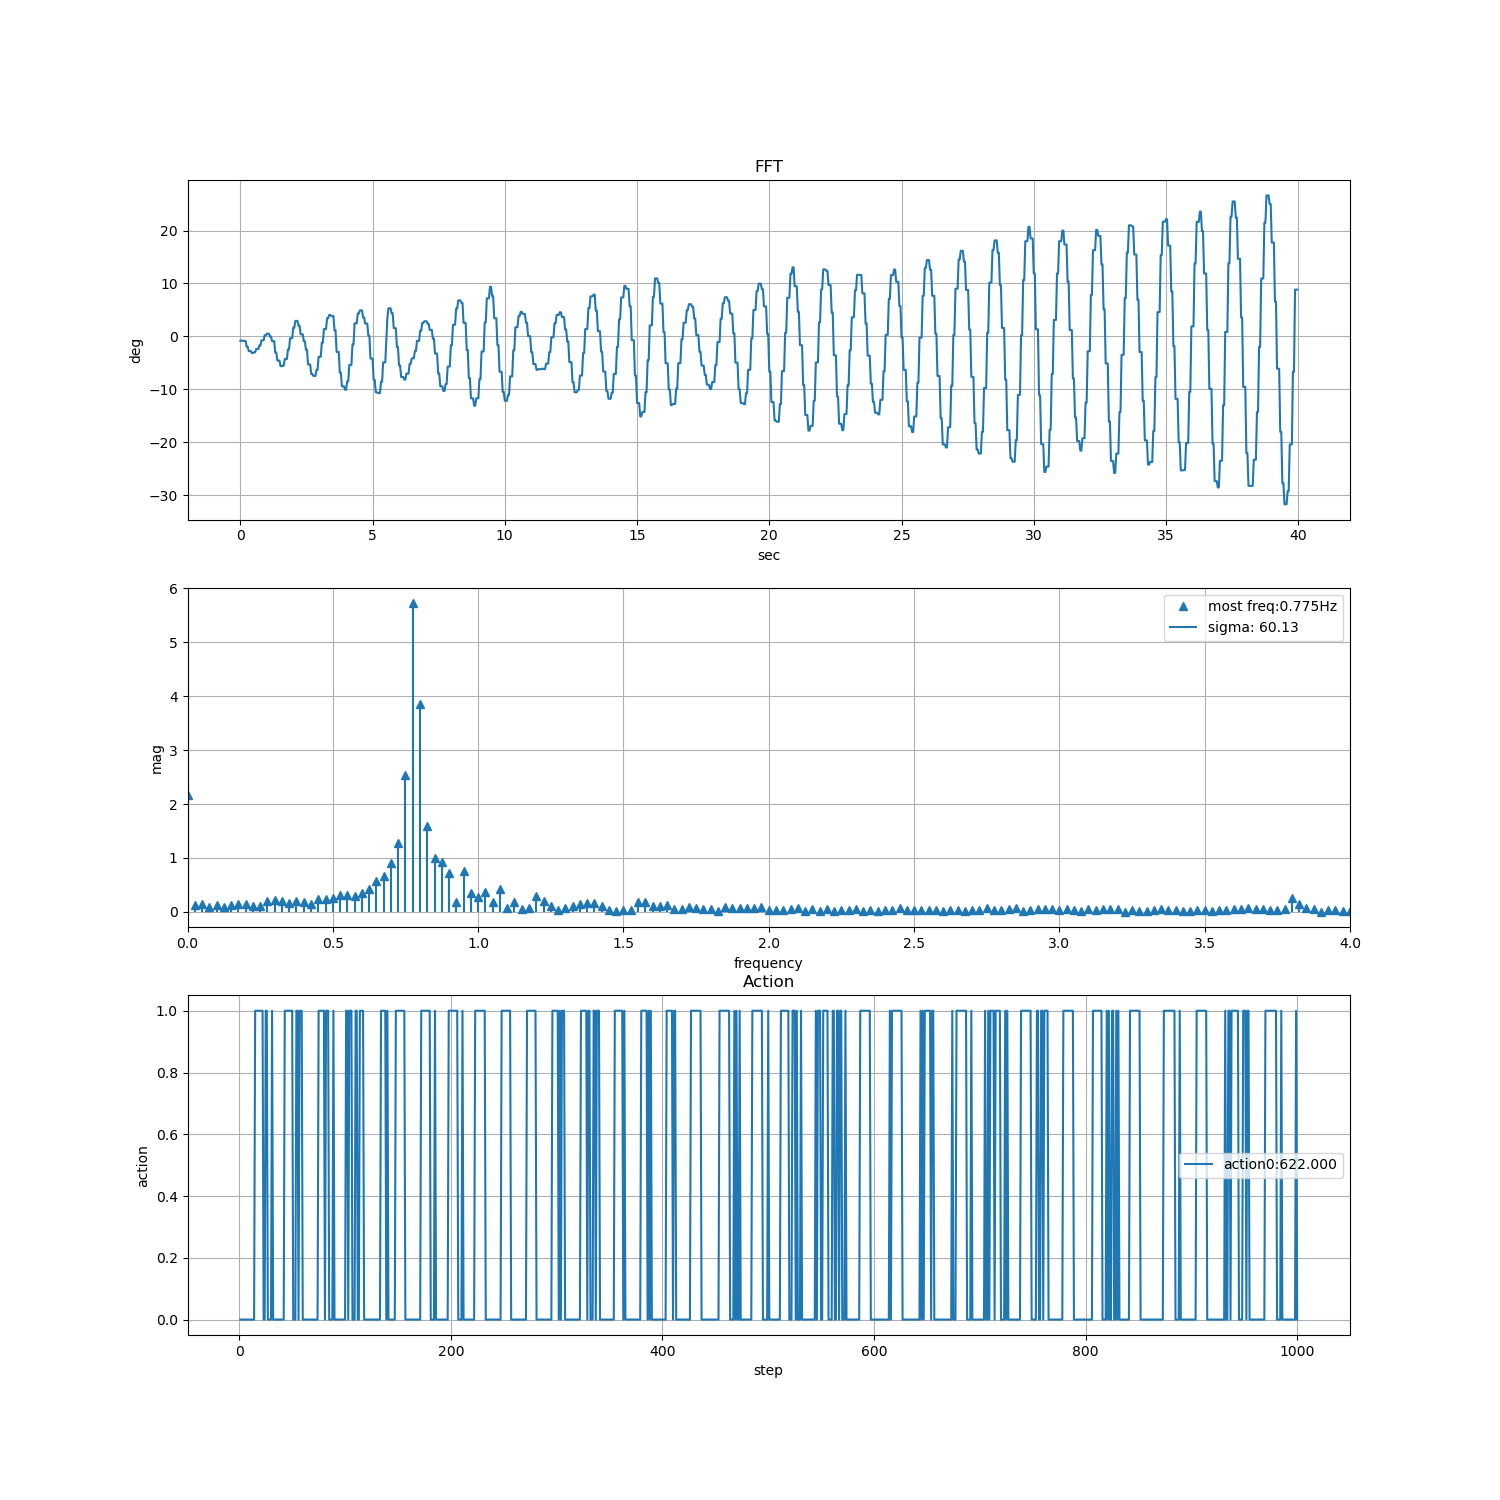 FFT
20
10
0
−10
−20
−30
deg
0 5 10 15 20 25 30 35 40
sec
6
5
4
3
2
1
0
mag
most freq:0.775Hz
sigma: 60.13
0.0 0.5 1.0 1.5 2.0 2.5 3.0 3.5 4.0
frequency
Action
1.0
0.8
0.6
0.4
0.2
0.0
action
action0:622.000
0 200 400 600 800 1000
step